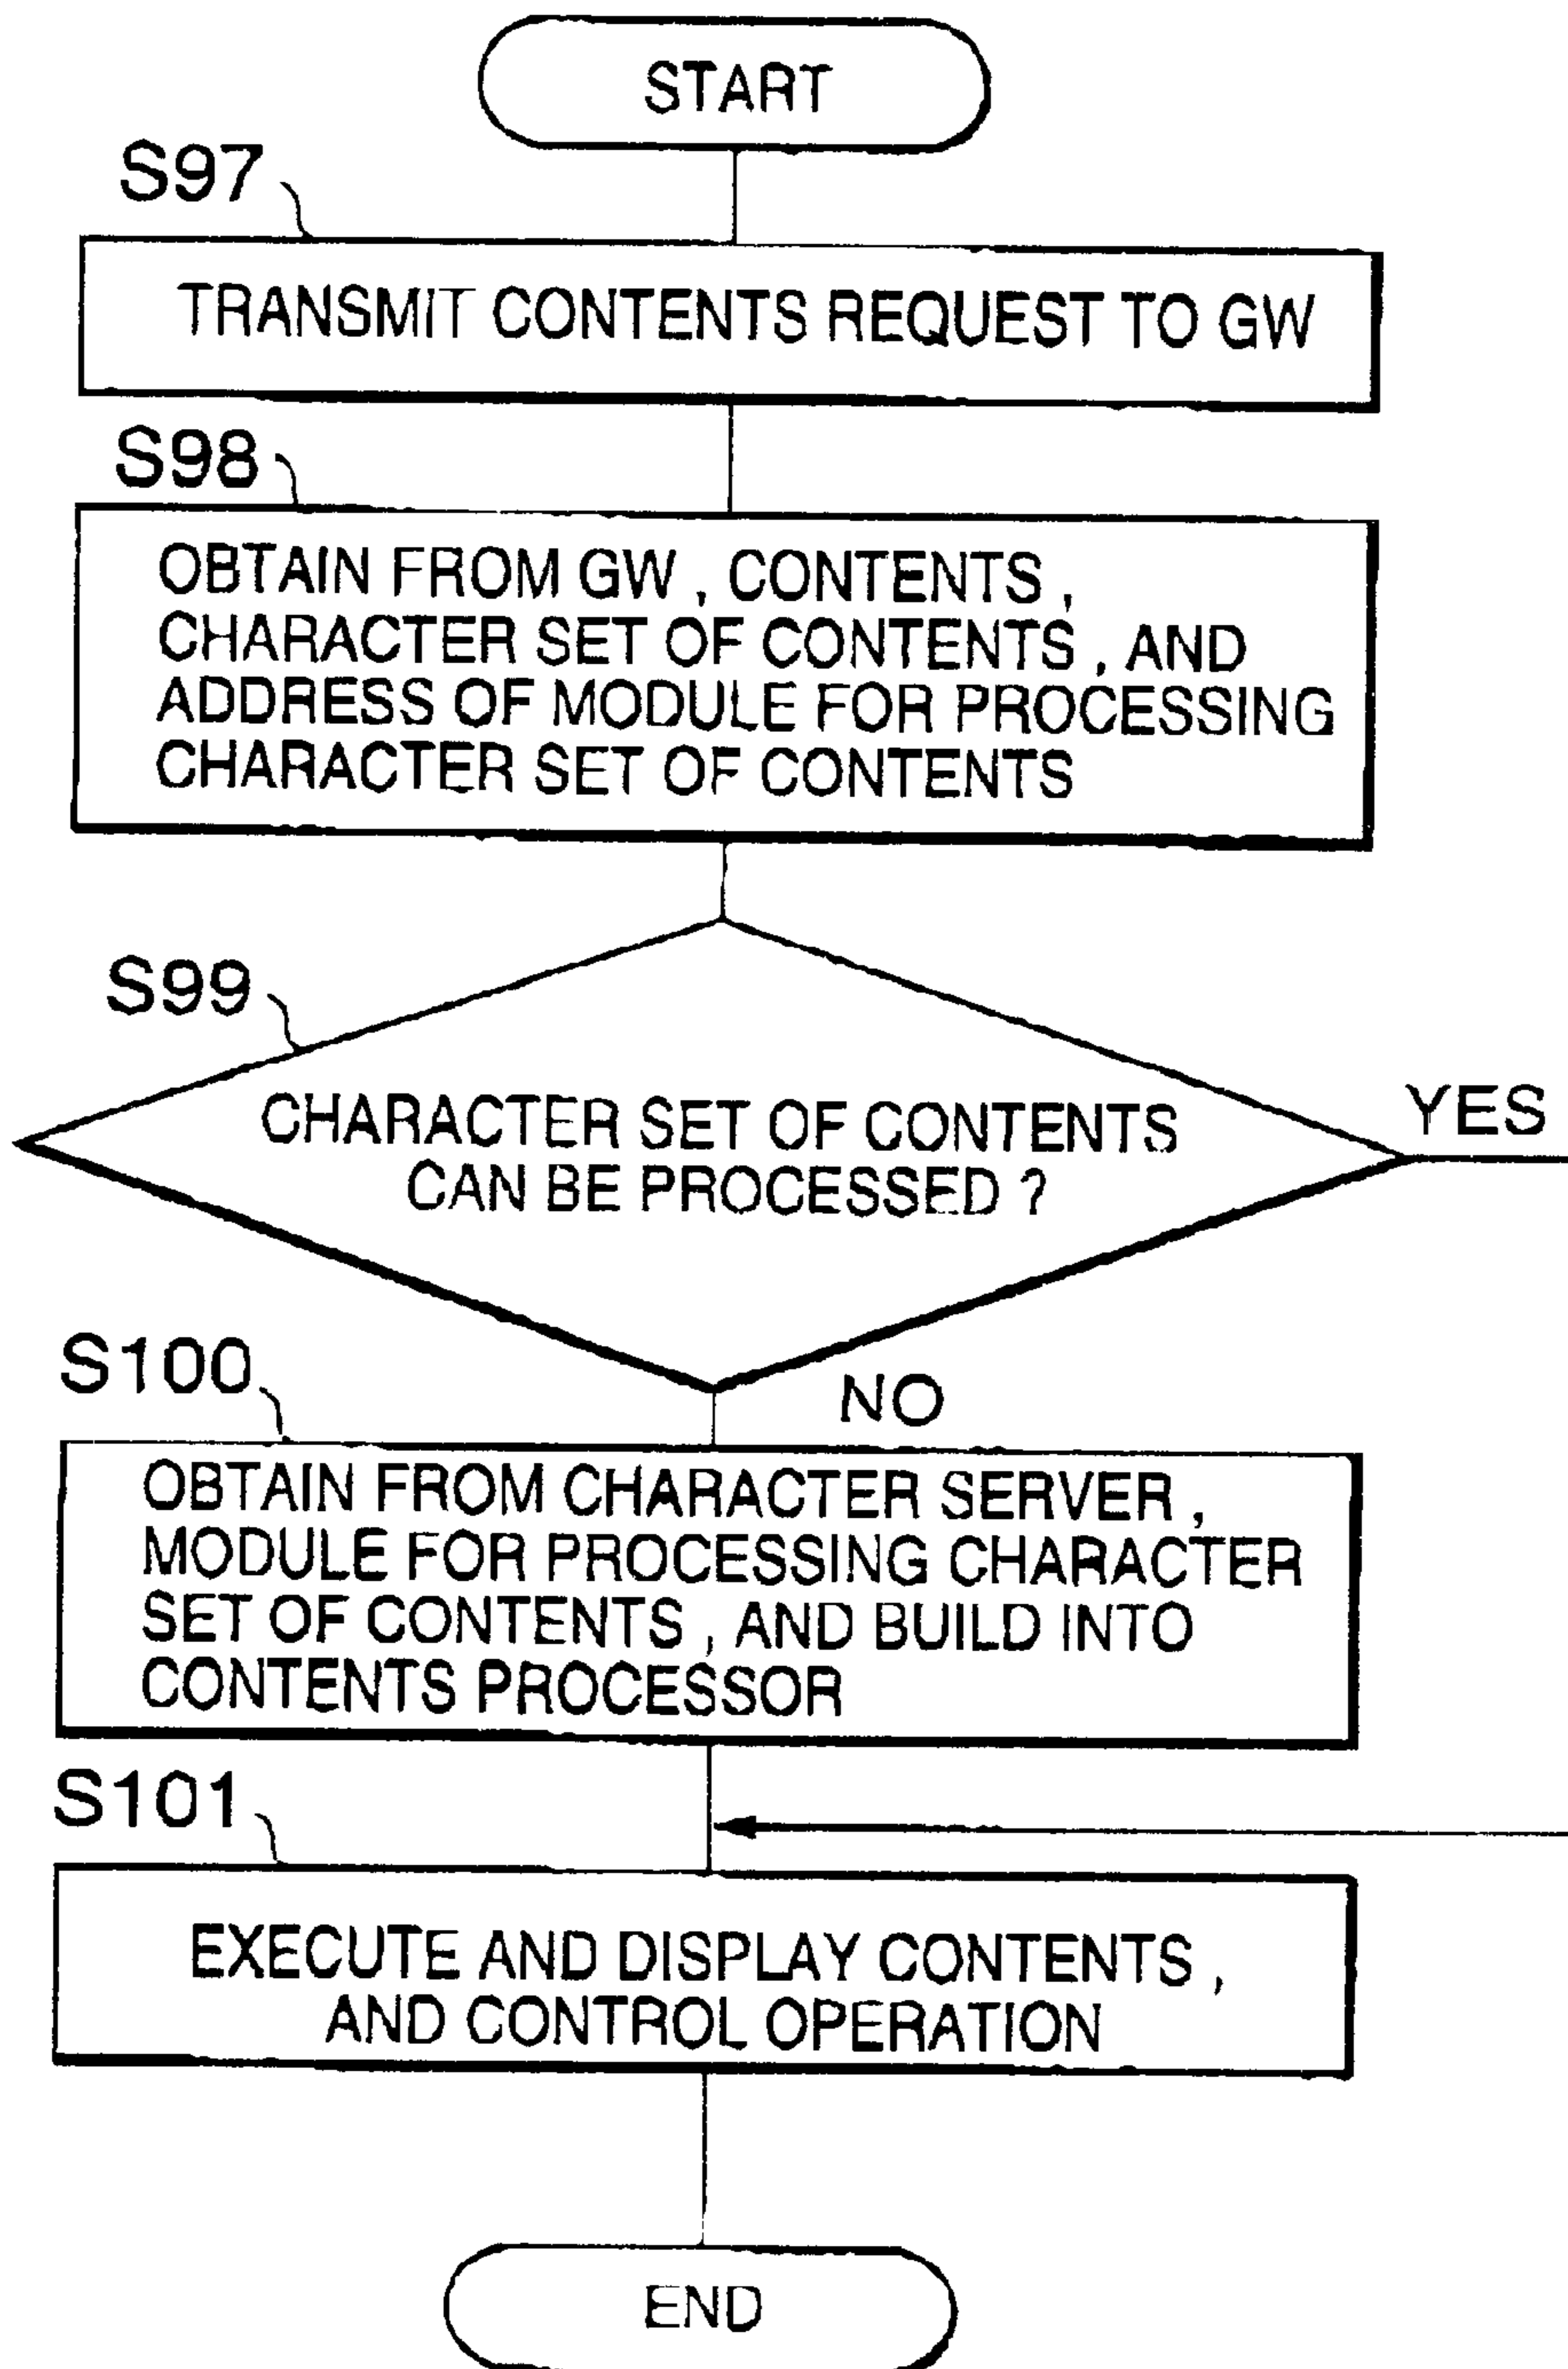 START
S97
TRANSMIT CONTENTS REQUEST TO GW
S98
OBTAIN FROM GW , CONTENTS ,
CHARACTER SET OF CONTENTS , AND
ADDRESS OF MODULE FOR PROCESSING
CHARACTER SET OF CONTENTS
S99
CHARACTER SET OF CONTENTS
CAN BE PROCESSED ?
YES
NO
S100
OBTAIN FROM CHARACTER SERVER ,
MODULE FOR PROCESSING CHARACTER
SET OF CONTENTS , AND BUILD INTO
CONTENTS PROCESSOR
S101
EXECUTE AND DISPLAY CONTENTS ,
AND CONTROL OPERATION
END